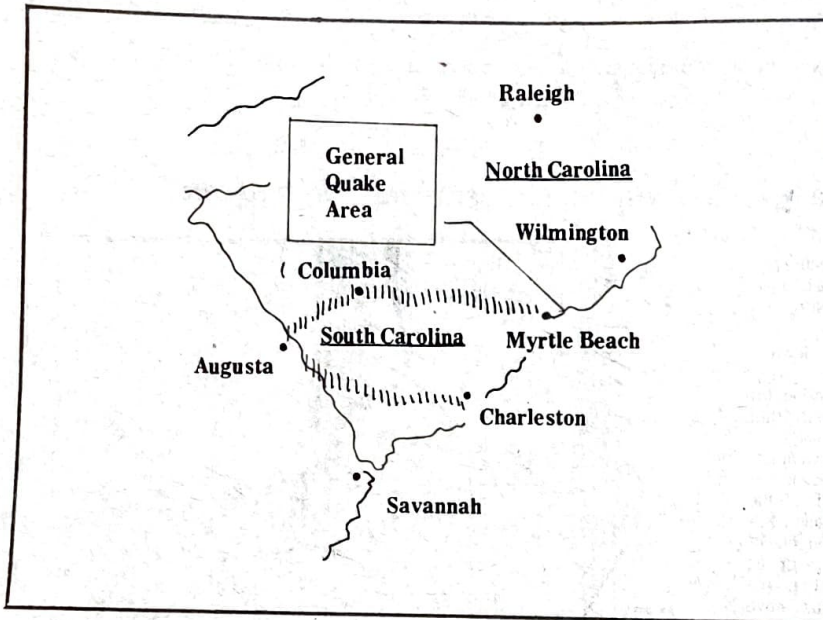 Raleigh
General
Quake
Area
North Carolina
Wilmington
Columbia
South Carolina
Myrtle Beach
Augusta
Charleston
Savannah